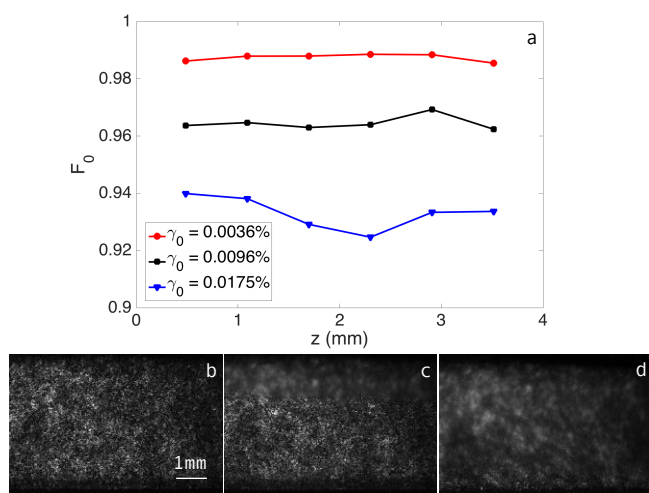 1
a
0.98
0.96
F0
0.94
γ0 = 0.0036%
0.92
γ0 = 0.0096%
γ0 = 0.0175%
0.9
0 1 2 3 4
z (mm)
b c d
1mm